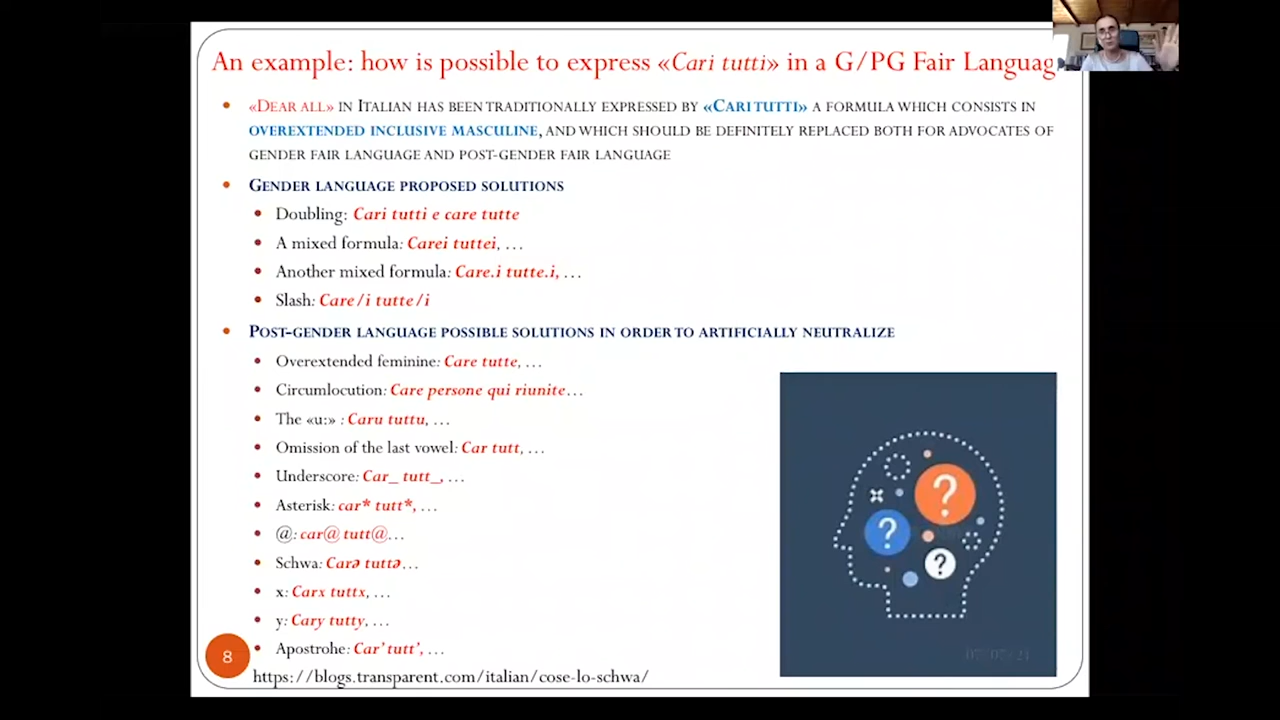 An example: how is possible to express «Cari tutti» in a G/PG Fair Languag
• «DEAR ALL» IN ITALIAN HAS BEEN TRADITIONALLY EXPRESSED BY «CARI TUTTI» A FORMULA WHICH CONSISTS IN
OVEREXTENDED INCLUSIVE MASCULINE, AND WHICH SHOULD BE DEFINITELY REPLACED BOTH FOR ADVOCATES OF
GENDER FAIR LANGUAGE AND POST-GENDER FAIR LANGUAGE
• GENDER LANGUAGE PROPOSED SOLUTIONS
• Doubling: Cari tutti e care tutte
• A mixed formula: Carei tuttei, …
• Another mixed formula: Care.i tutte.i, …
• Slash: Care/i tutte/i
• POST-GENDER LANGUAGE POSSIBLE SOLUTIONS IN ORDER TO ARTIFICIALLY NEUTRALIZE
• Overextended feminine: Care tutte, …
• Circumlocution: Care persone qui riunite…
• The «u:» : Caru tuttu, …
• Omission of the last vowel: Car tutt, …
• Underscore: Car_ tutt_, …
• Asterisk: car* tutt*, …
• @: car@ tutt@…
• Schwa: Carə tuttə…
• x: Carx tuttx, …
• y: Cary tutty, …
• Apostrohe: Car’ tutt’, …
? ? ?
07/07/21
8
https://blogs.transparent.com/italian/cose-lo-schwa/